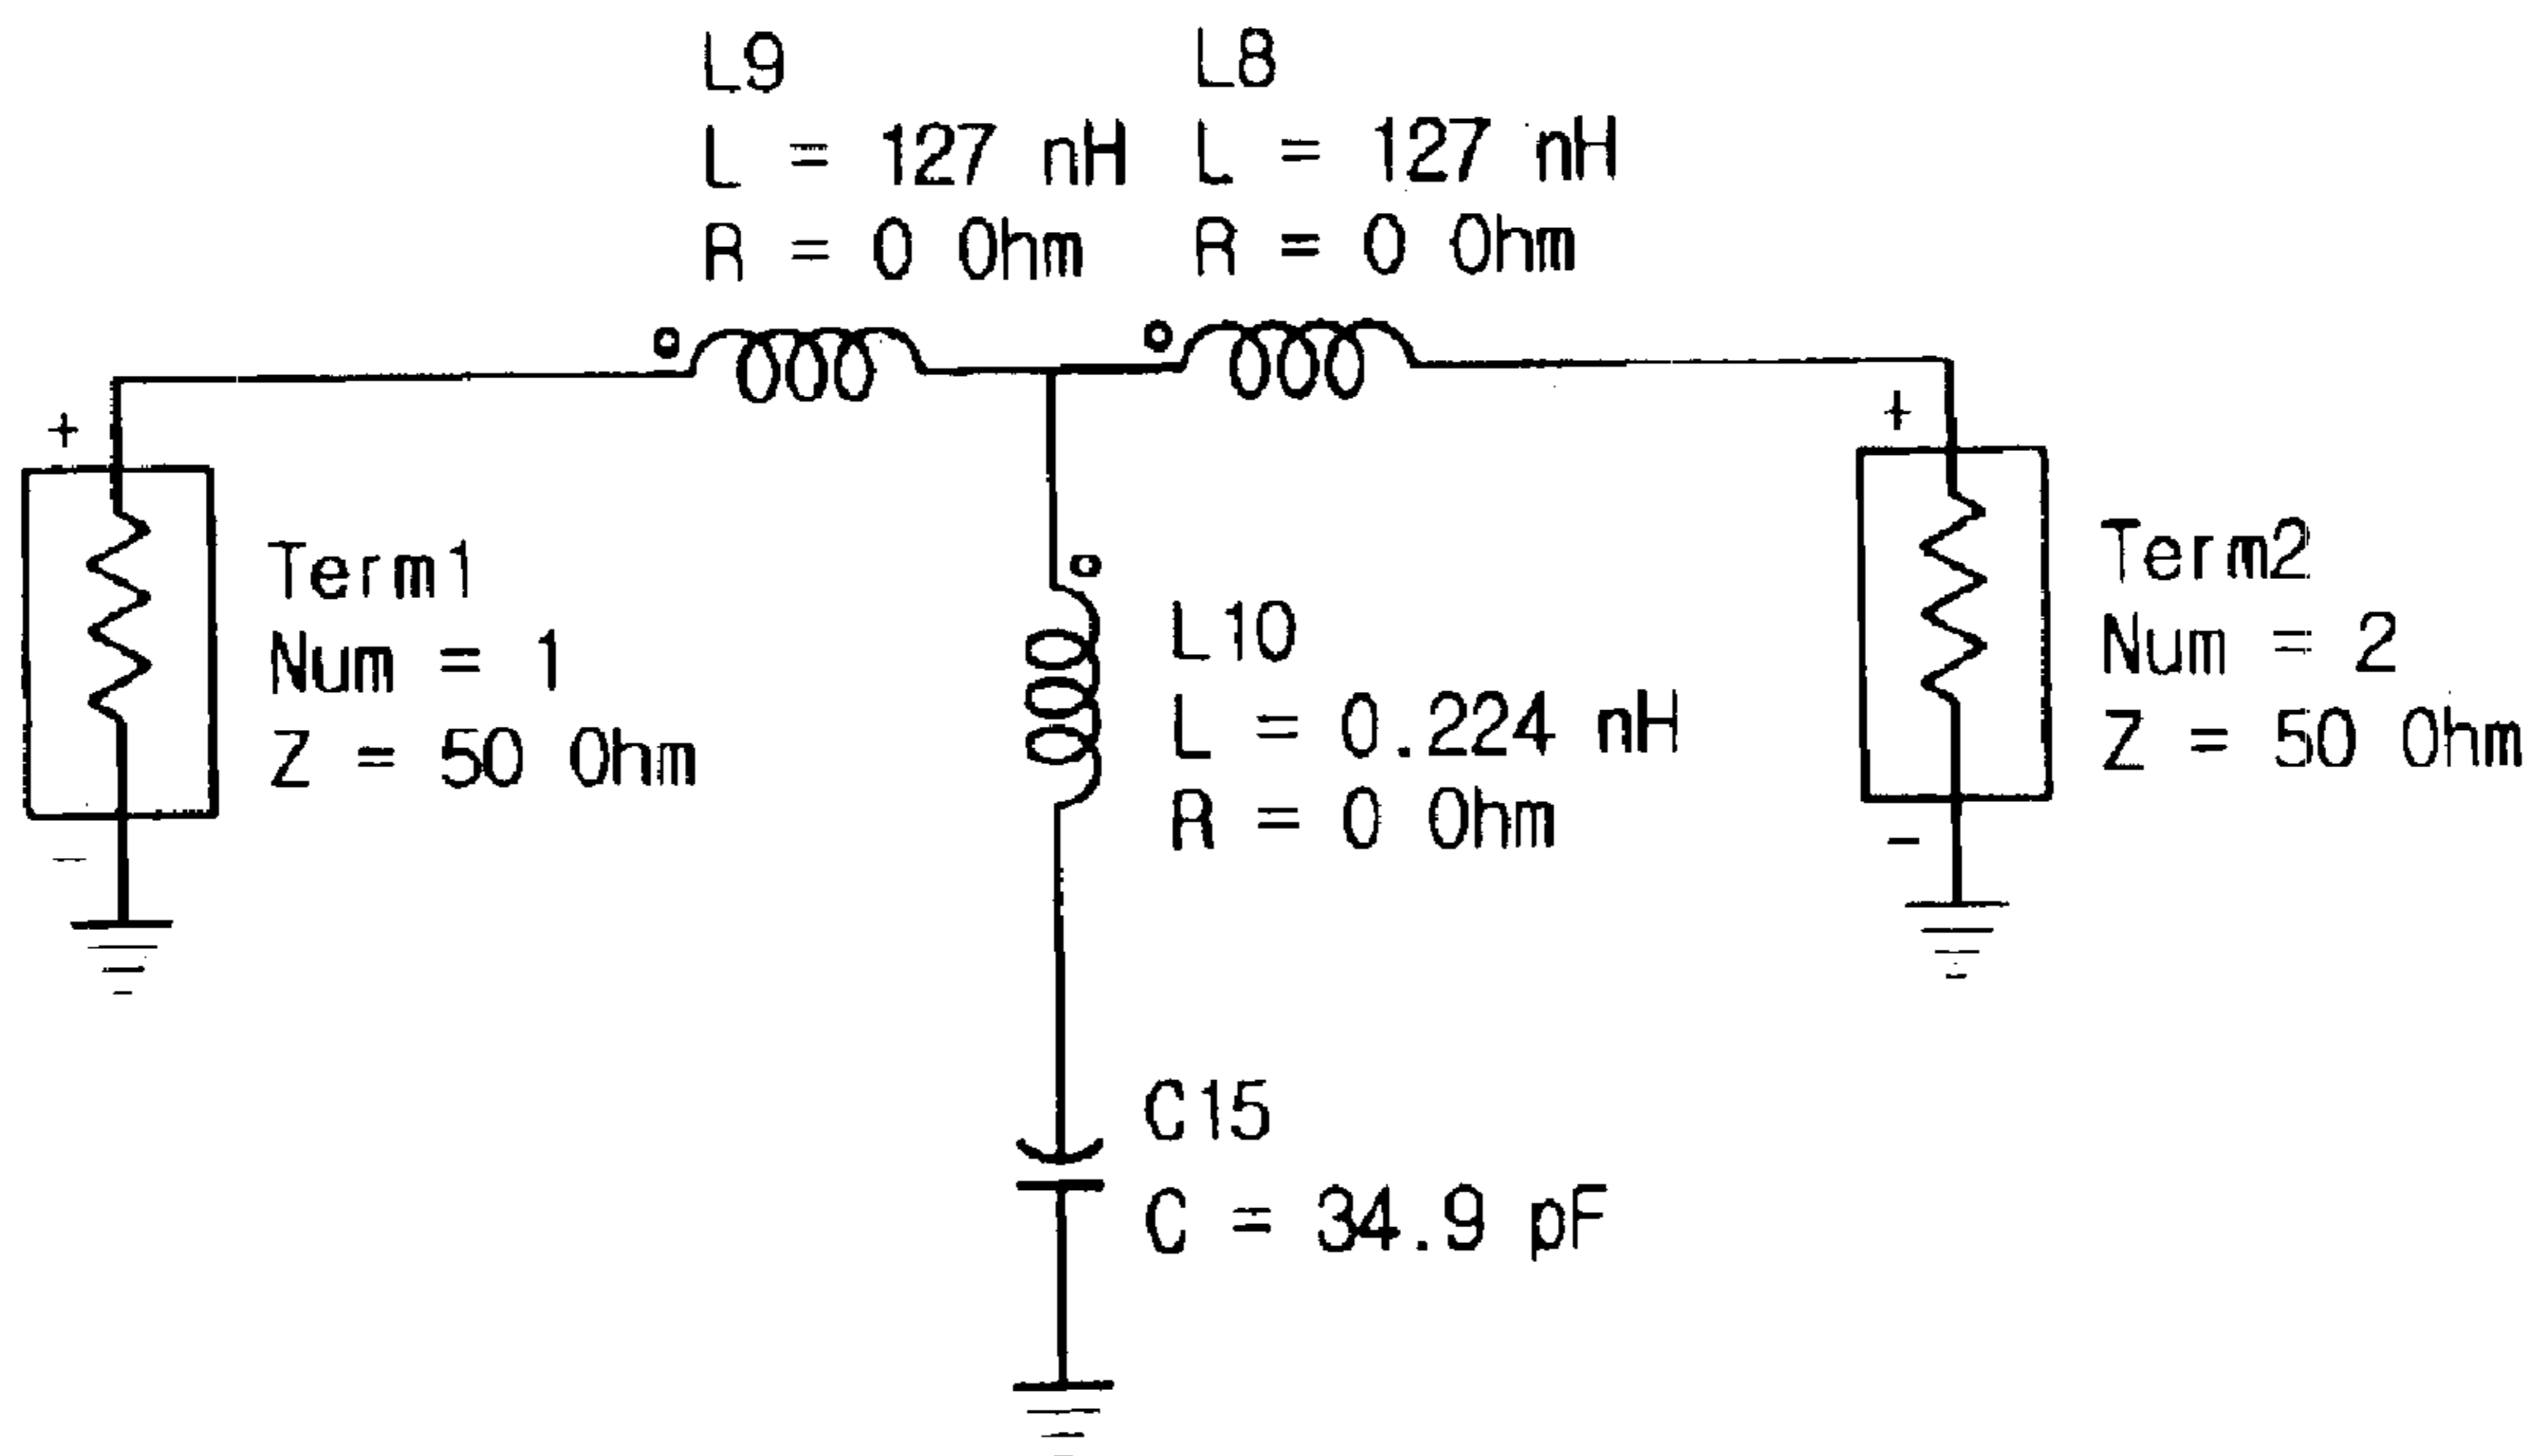 L9
L = 127 nH
R = 0 Ohm
L8
L = 127 nH
R = 0 Ohm
+
+
Term1
Num = 1
Z = 50 Ohm
L10
L = 0.224 nH
R = 0 Ohm
Term2
Num = 2
Z = 50 Ohm
-
-
C15
C = 34.9 pF